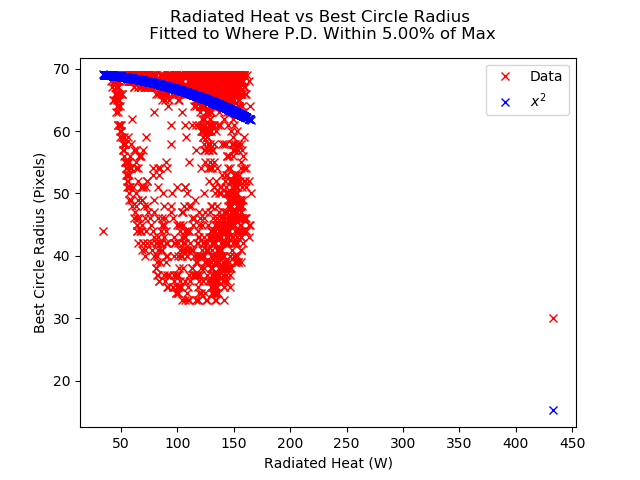 Radiated Heat vs Best Circle Radius
Fitted to Where P.D. Within 5.00% of Max
Data
x²
70
60
50
40
30
20
Best Circle Radius (Pixels)
50 100 150 200 250 300 350 400 450
Radiated Heat (W)